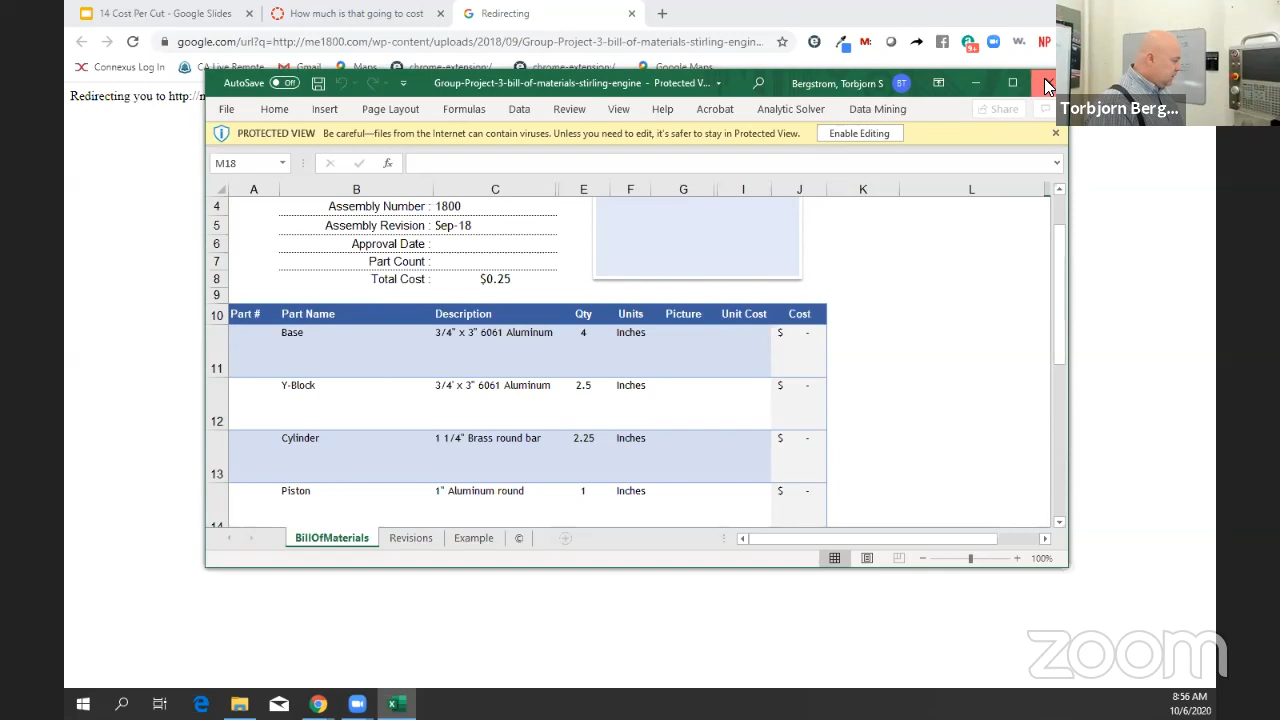 14 Cost Per Cut - Google Slides
How much is that going to cost
Redirecting
google.com/url?q=http://me1800.com/wp-content/uploads/2018/09/Group-Project-3-bill-of-materials-stirling-engin...
Connexus Log In CA Live Remote Maps chrome-extension:/ chrome-extension:/ Google Maps
Redirecting you to http://
AutoSave Off Group-Project-3-bill-of-materials-stirling-engine - Protected V... Bergstrom, Torbjorn S BT
Torbjorn Berg...
File Home Insert Page Layout Formulas Data Review View Help Acrobat Analytic Solver Data Mining Share
PROTECTED VIEW Be careful—files from the Internet can contain viruses. Unless you need to edit, it's safer to stay in Protected View. Enable Editing
M18 fx
A B C E F G I J K L
4 Assembly Number : 1800
5 Assembly Revision : Sep-18
6 Approval Date :
7 Part Count :
8 Total Cost : $0.25
9
10 Part # Part Name Description Qty Units Picture Unit Cost Cost
11 Base 3/4" x 3" 6061 Aluminum 4 Inches $ -
12 Y-Block 3/4' x 3" 6061 Aluminum 2.5 Inches $ -
13 Cylinder 1 1/4" Brass round bar 2.25 Inches $ -
14 Piston 1" Aluminum round 1 Inches $ -
BillOfMaterials Revisions Example ©
100%
zoom
8:56 AM
10/6/2020